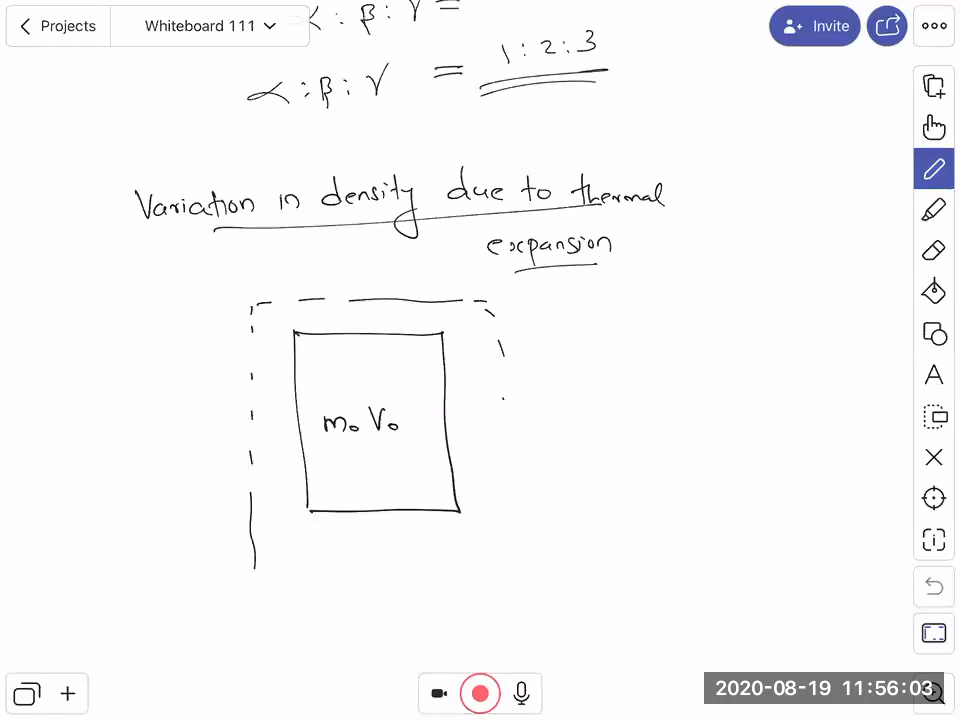 Projects
Whiteboard 111
Invite
α : β : γ =
α : β : γ = 1 : 2 : 3
Variation in density due to thermal
expansion
m₀ V₀
2020-08-19 11:56:03